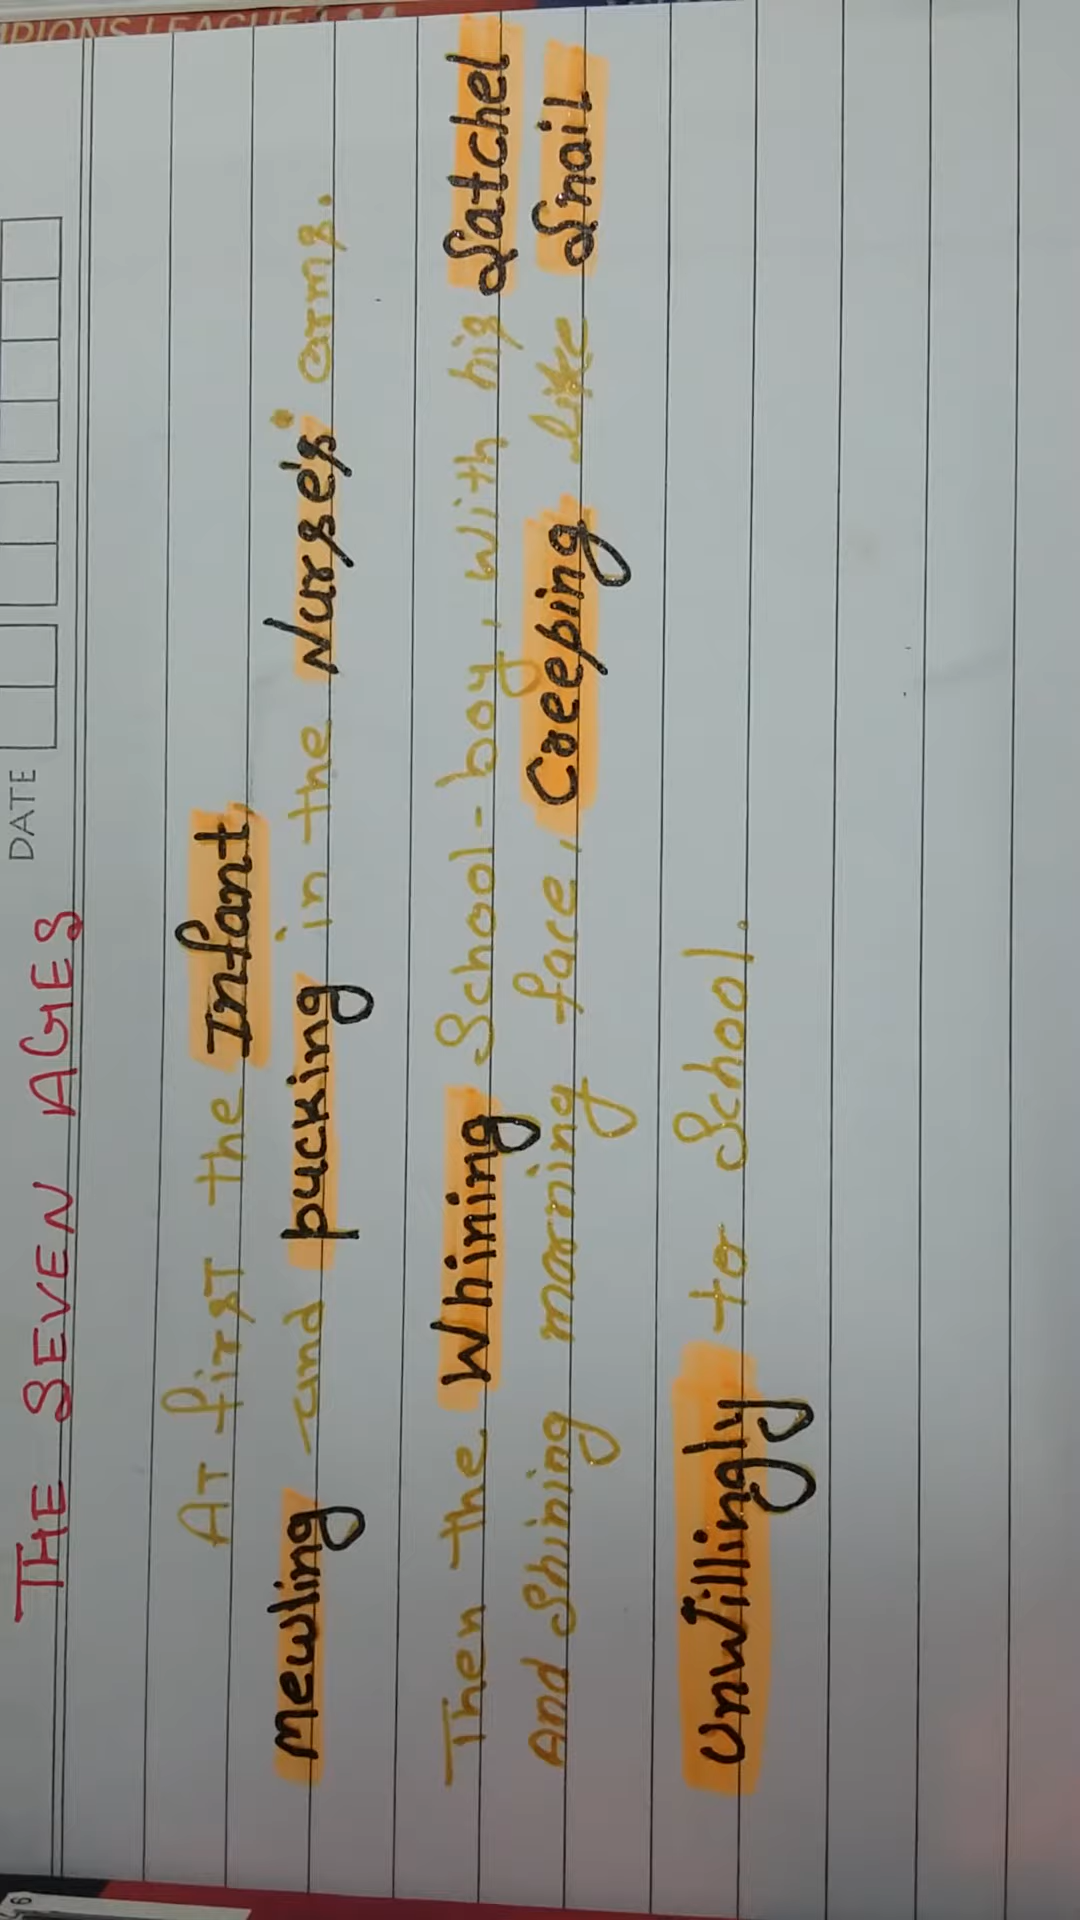 DATE
THE SEVEN AGES
At first the Infant,
Mewling and pucking in the Nurse's arms.
Then the Whining School-boy, with his Satchel
And Shining morning face, Creeping like Snail
Unwillingly to School.